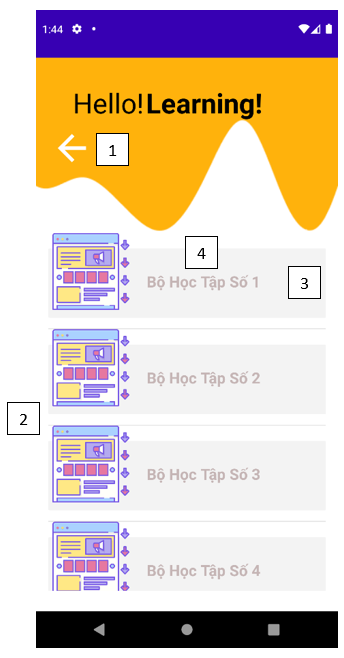 1:44
Hello!Learning!
1
4
Bộ Học Tập Số 1
3
Bộ Học Tập Số 2
2
Bộ Học Tập Số 3
Bộ Học Tập Số 4